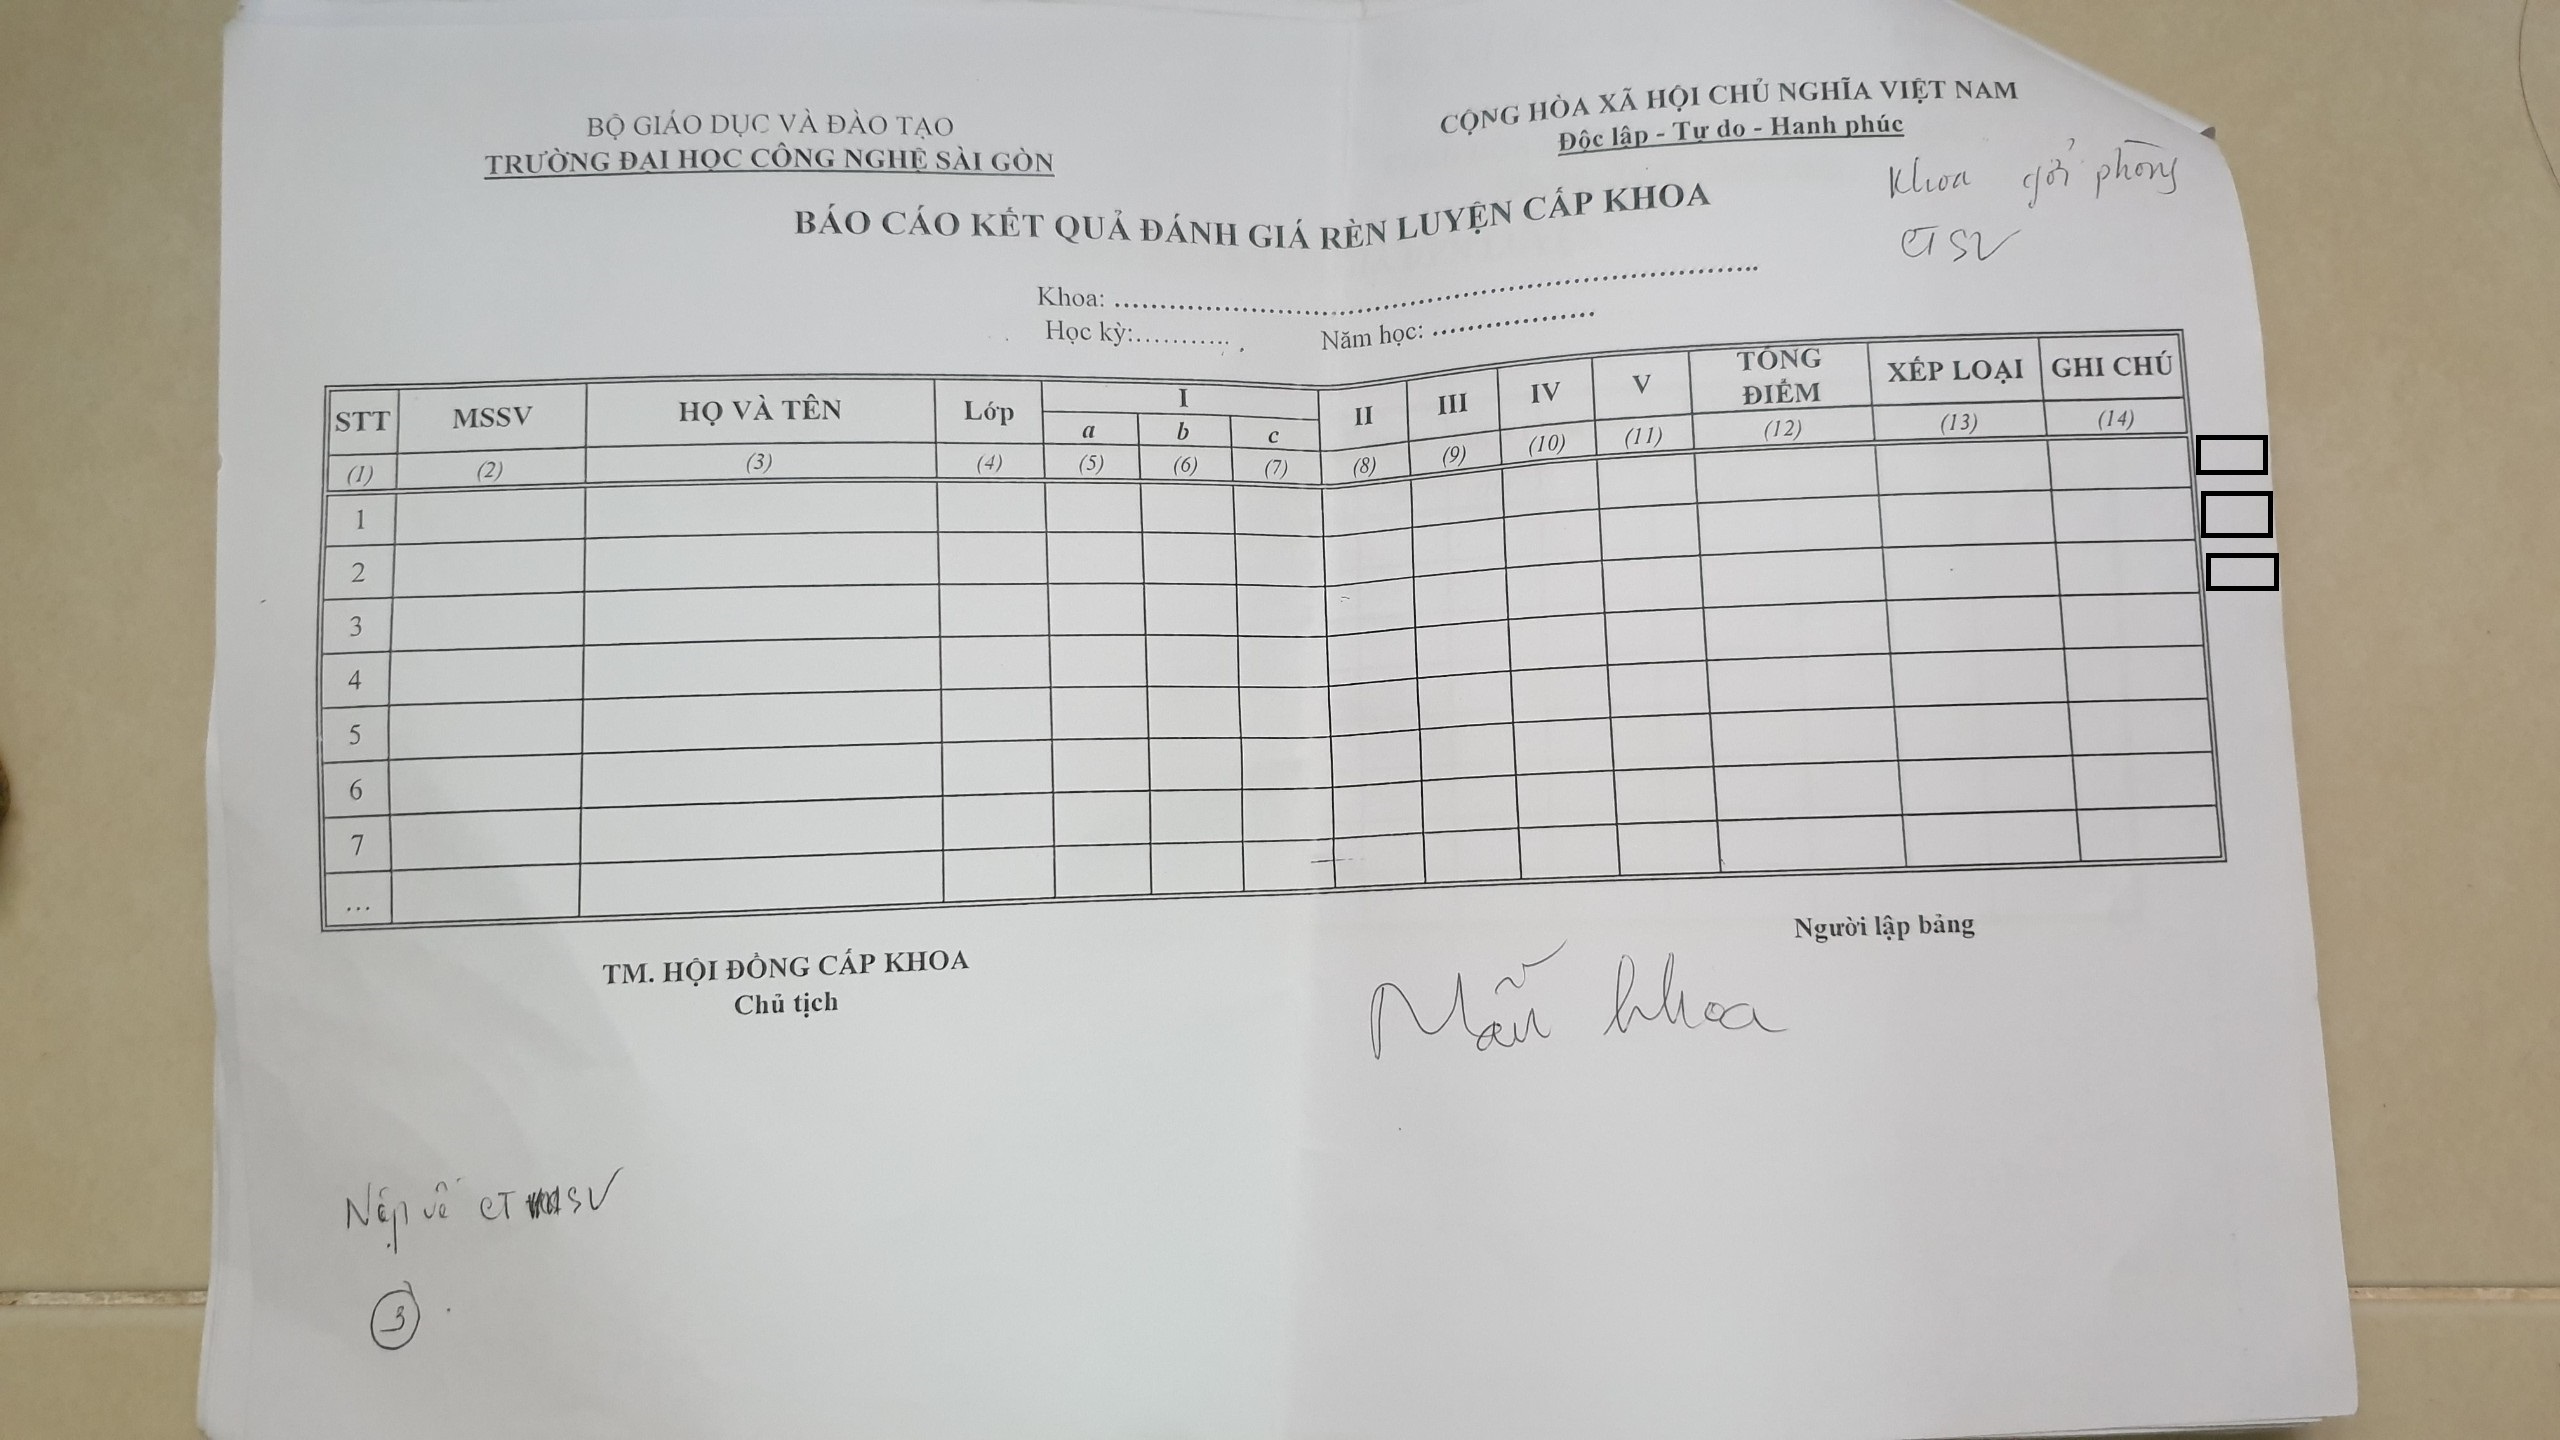 BỘ GIÁO DỤC VÀ ĐÀO TẠO
TRƯỜNG ĐẠI HỌC CÔNG NGHỆ SÀI GÒN
CỘNG HÒA XÃ HỘI CHỦ NGHĨA VIỆT NAM
Độc lập - Tự do - Hạnh phúc
Khoa gởi phòng
CTSV
BÁO CÁO KẾT QUẢ ĐÁNH GIÁ RÈN LUYỆN CẤP KHOA
Khoa: ..........................................................................
Học kỳ:............ Năm học: ..................
STT MSSV HỌ VÀ TÊN Lớp I II III IV V TỔNG ĐIỂM XẾP LOẠI GHI CHÚ
a b c
(1) (2) (3) (4) (5) (6) (7) (8) (9) (10) (11) (12) (13) (14)
1
2
3
4
5
6
7
...
TM. HỘI ĐỒNG CẤP KHOA
Chủ tịch
Người lập bảng
Mẫu khoa
Nộp về CT SV
3